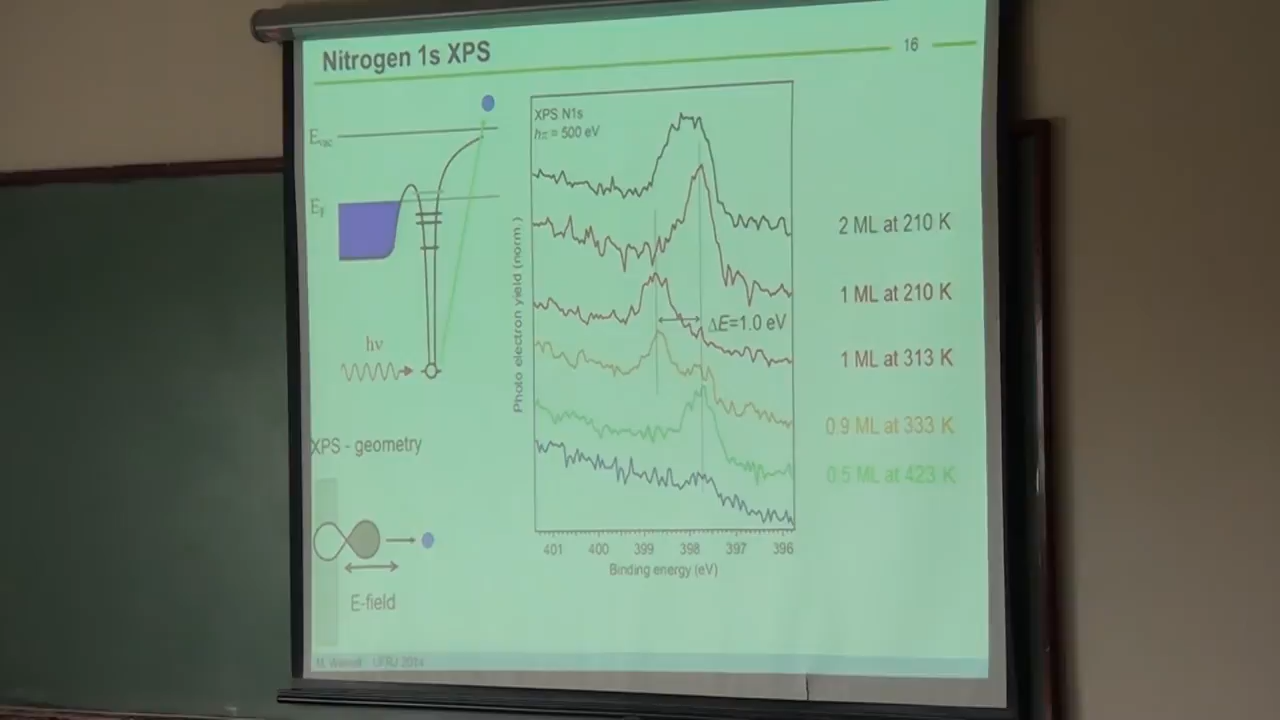 Nitrogen 1s XPS
16
Evac
EF
hν
XPS - geometry
E-field
XPS N1s
= 500 eV
Photo electron yield (norm.)
ΔE=1.0 eV
401 400 399 398 397 396
Binding energy (eV)
2 ML at 210 K
1 ML at 210 K
1 ML at 313 K
0.9 ML at 333 K
0.5 ML at 423 K
UFRJ 2014